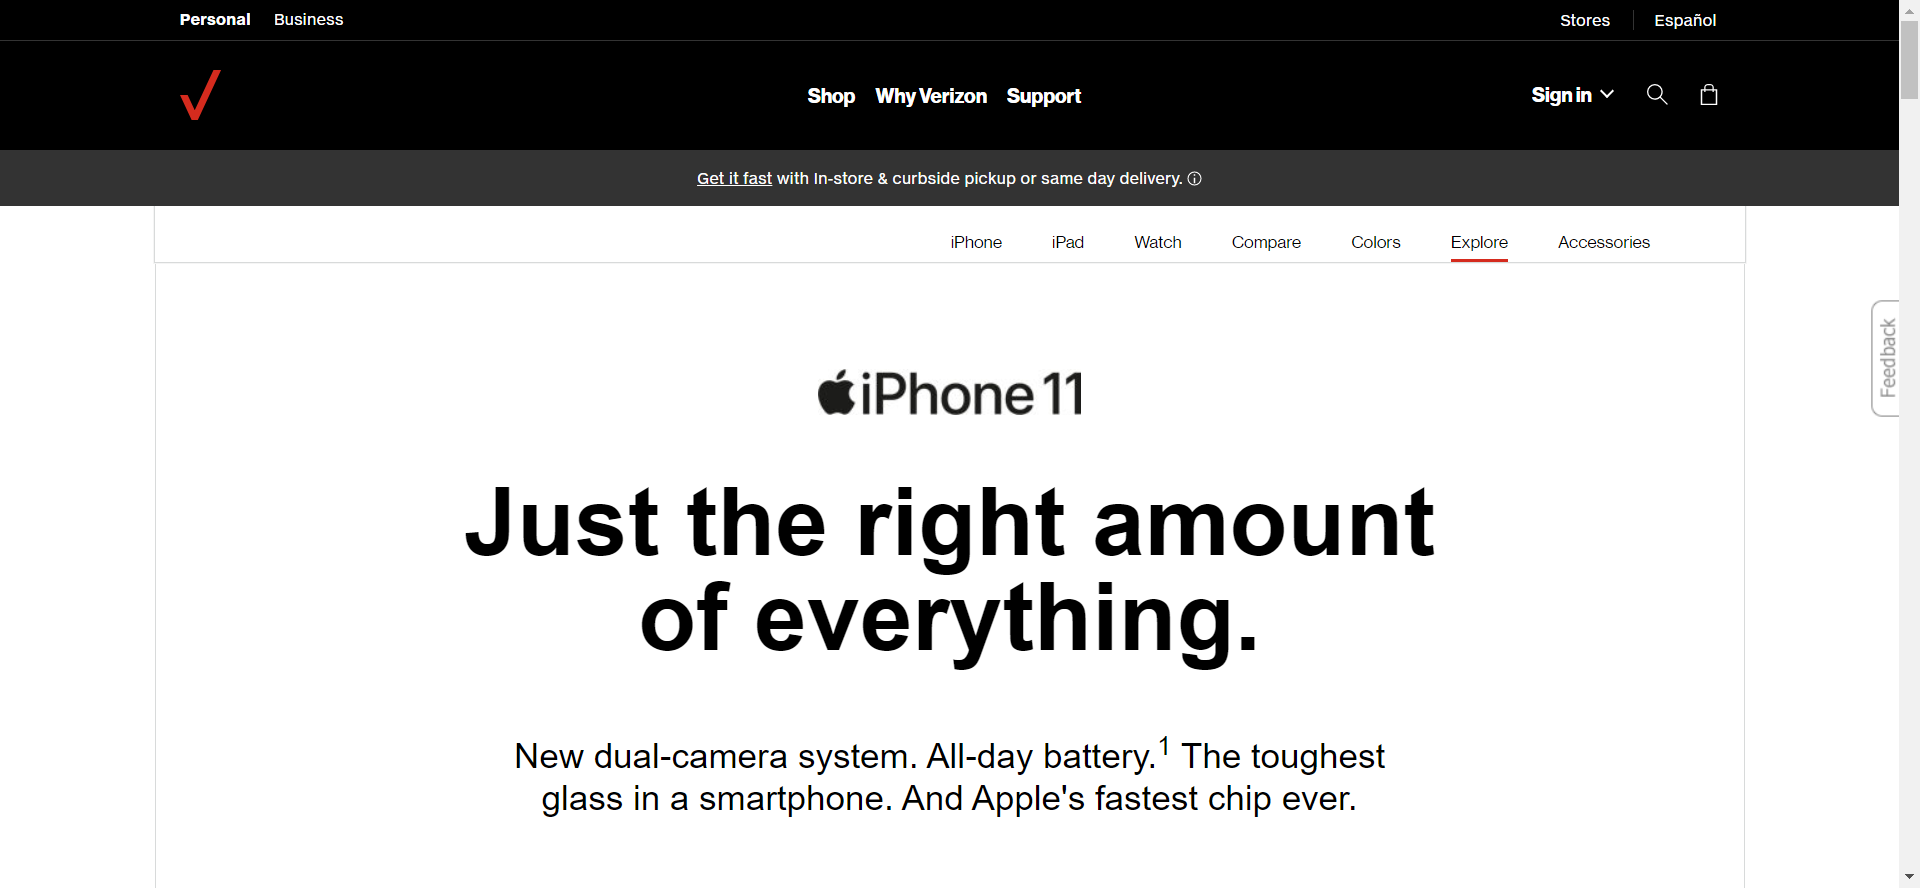 Personal Business
Stores Español
Shop Why Verizon Support
Sign in
Get it fast with In-store & curbside pickup or same day delivery.
iPhone iPad Watch Compare Colors Explore Accessories
Feedback
iPhone 11
Just the right amount
of everything.
New dual-camera system. All-day battery.1 The toughest
glass in a smartphone. And Apple's fastest chip ever.